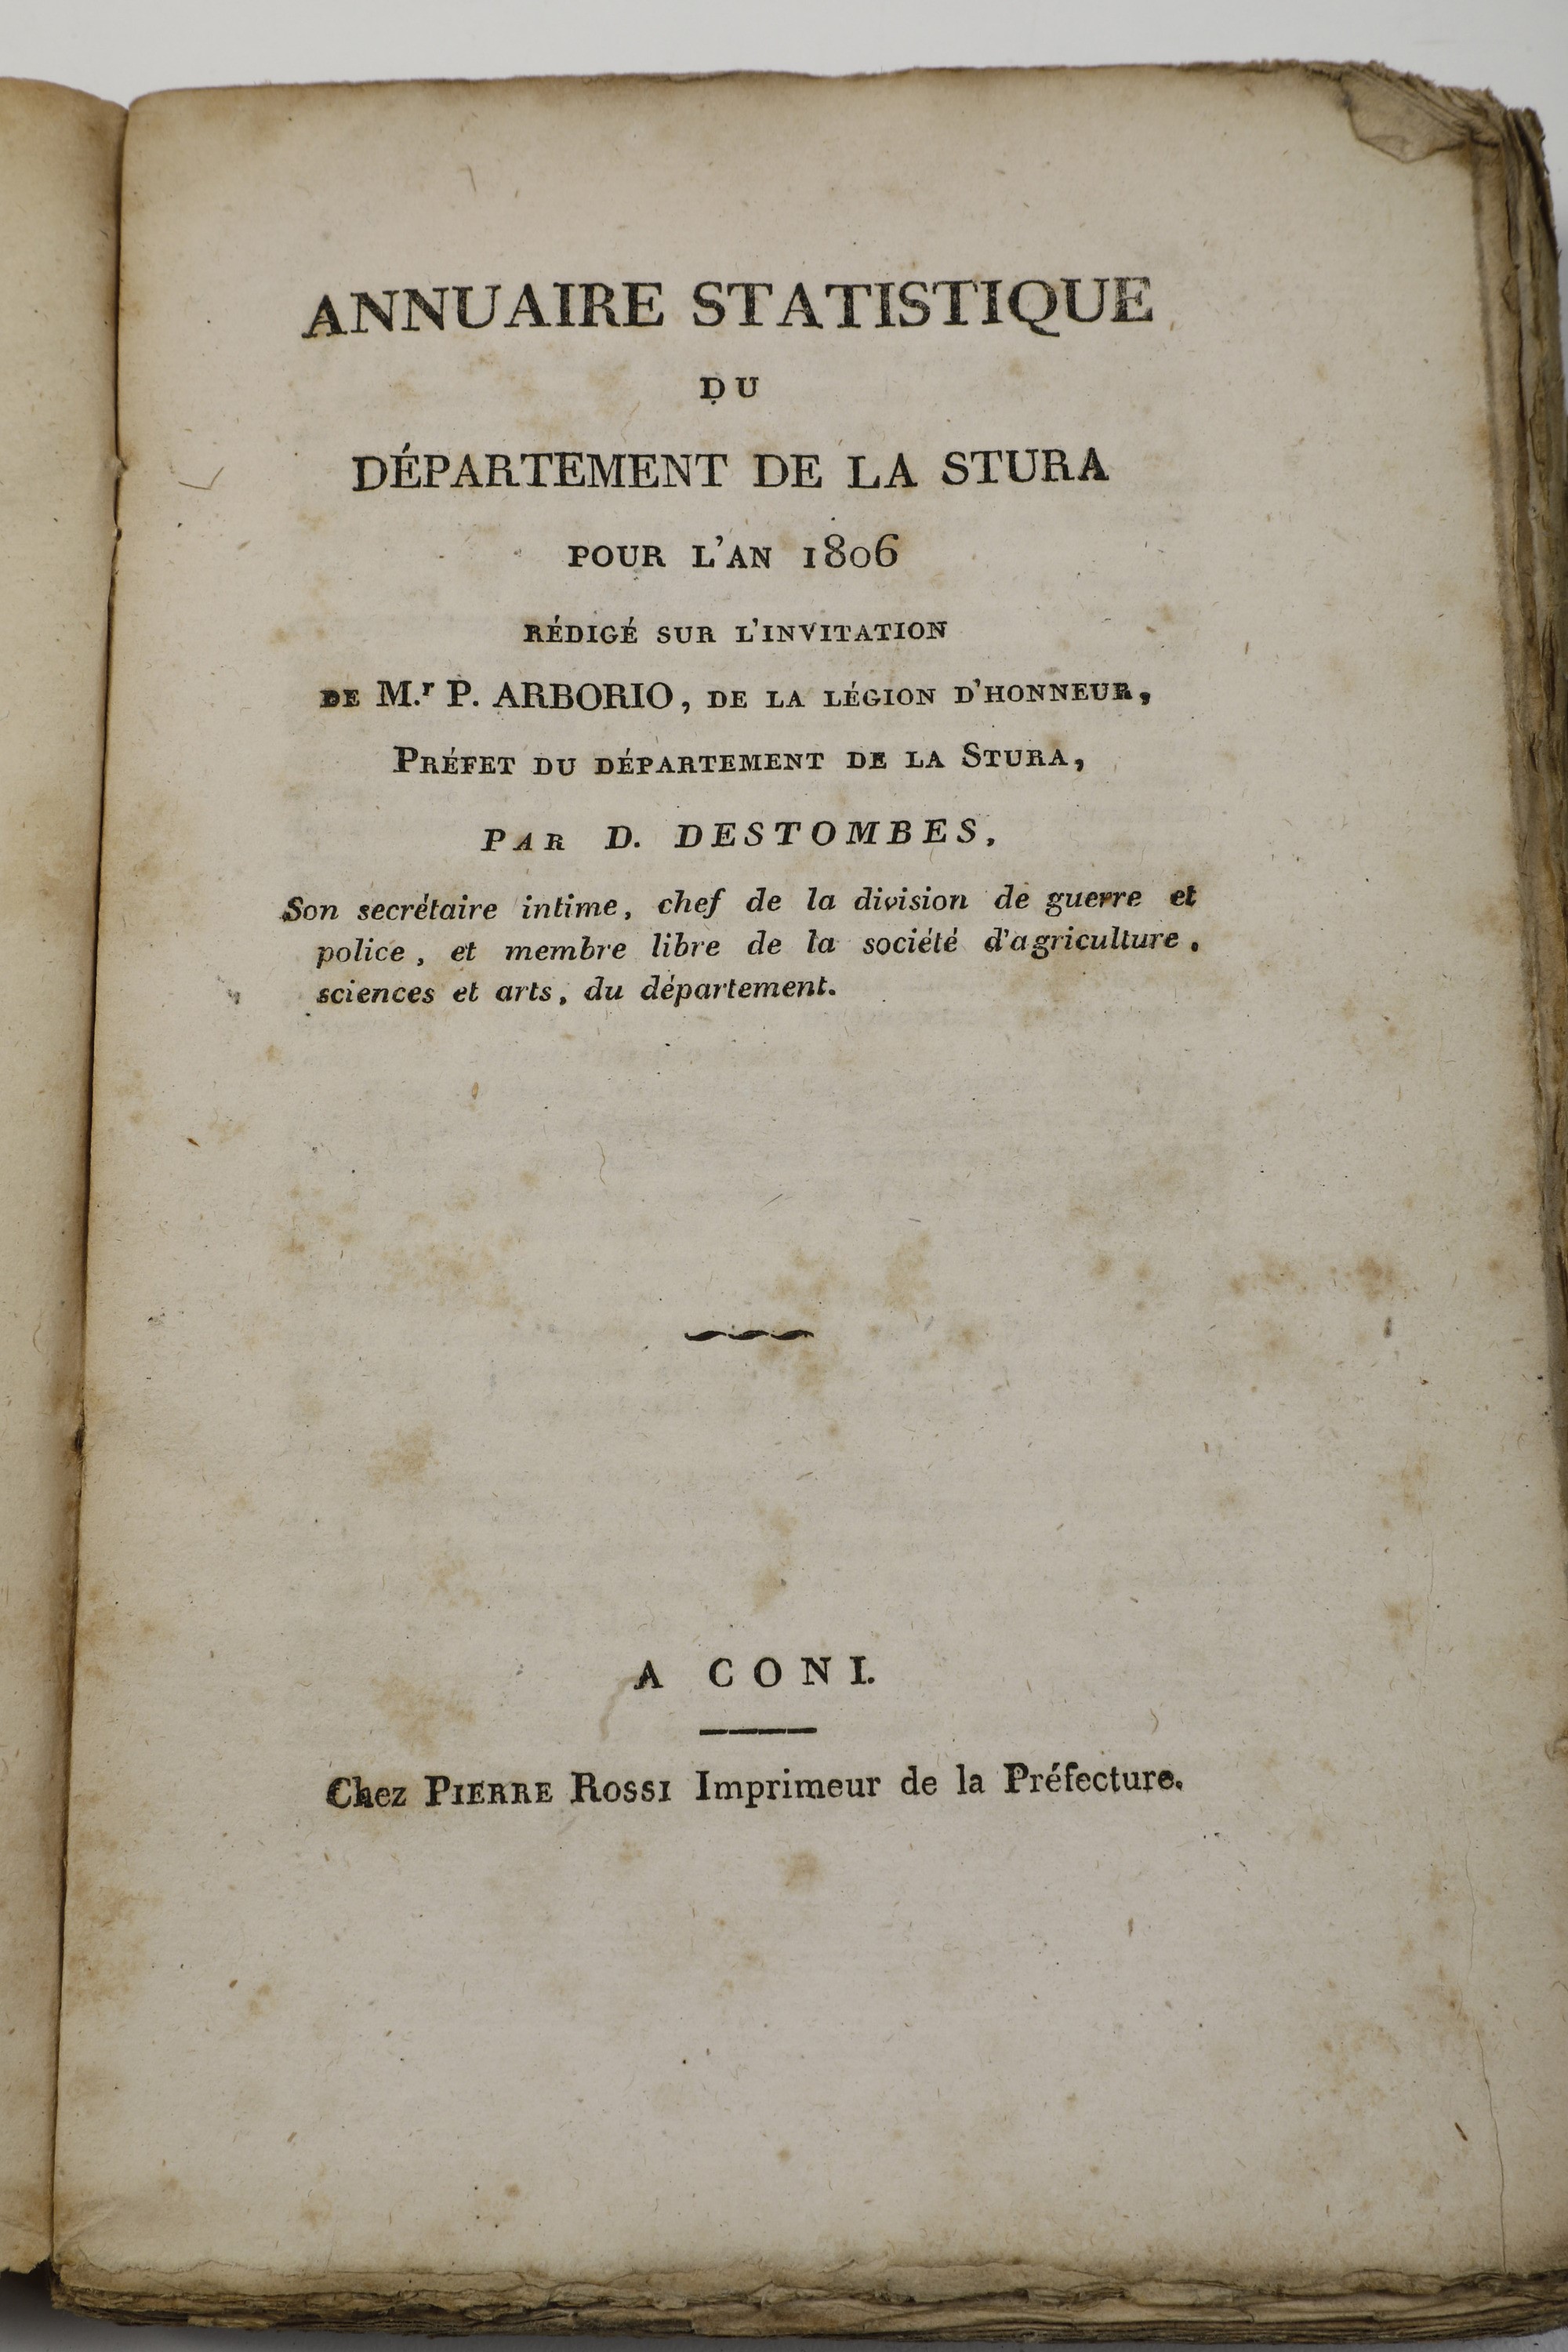 ANNUAIRE STATISTIQUE
DU
DÉPARTEMENT DE LA STURA
POUR L'AN 1806
RÉDIGÉ SUR L'INVITATION
DE M.r P. ARBORIO, DE LA LÉGION D'HONNEUR,
PRÉFET DU DÉPARTEMENT DE LA STURA,
PAR D. DESTOMBES,
Son secrétaire intime, chef de la division de guerre et
police, et membre libre de la société d'agriculture,
sciences et arts, du département.
A CONI.
Chez PIERRE ROSSI Imprimeur de la Préfecture.